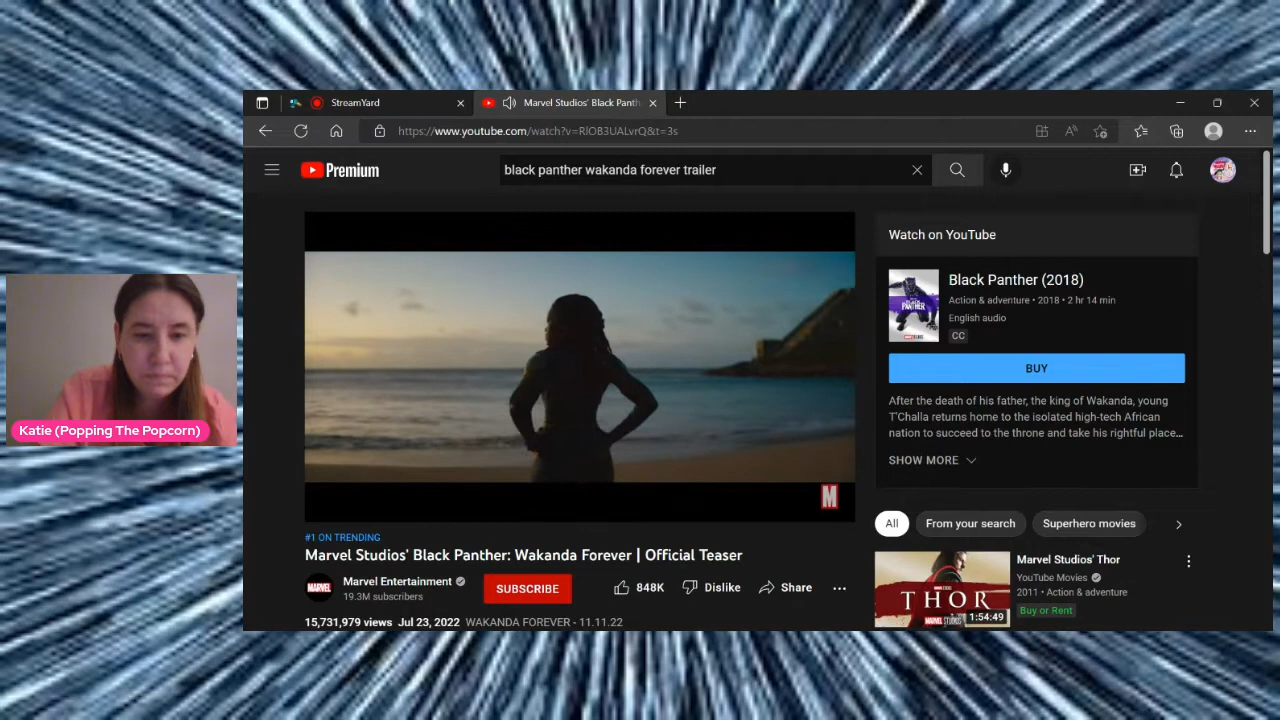 StreamYard
Marvel Studios' Black Panth
https://www.youtube.com/watch?v=RlOB3UALvrQ&t=3s
Premium
black panther wakanda forever trailer
Watch on YouTube
Black Panther (2018)
Action & adventure • 2018 • 2 hr 14 min
English audio
CC
BUY
After the death of his father, the king of Wakanda, young
T'Challa returns home to the isolated high-tech African
nation to succeed to the throne and take his rightful place...
SHOW MORE
Katie (Popping The Popcorn)
M
#1 ON TRENDING
Marvel Studios' Black Panther: Wakanda Forever | Official Teaser
MARVEL
Marvel Entertainment
19.3M subscribers
SUBSCRIBE
848K
Dislike
Share
15,731,979 views Jul 23, 2022 WAKANDA FOREVER - 11.11.22
All
From your search
Superhero movies
THOR
1:54:49
Marvel Studios' Thor
YouTube Movies
2011 • Action & adventure
Buy or Rent